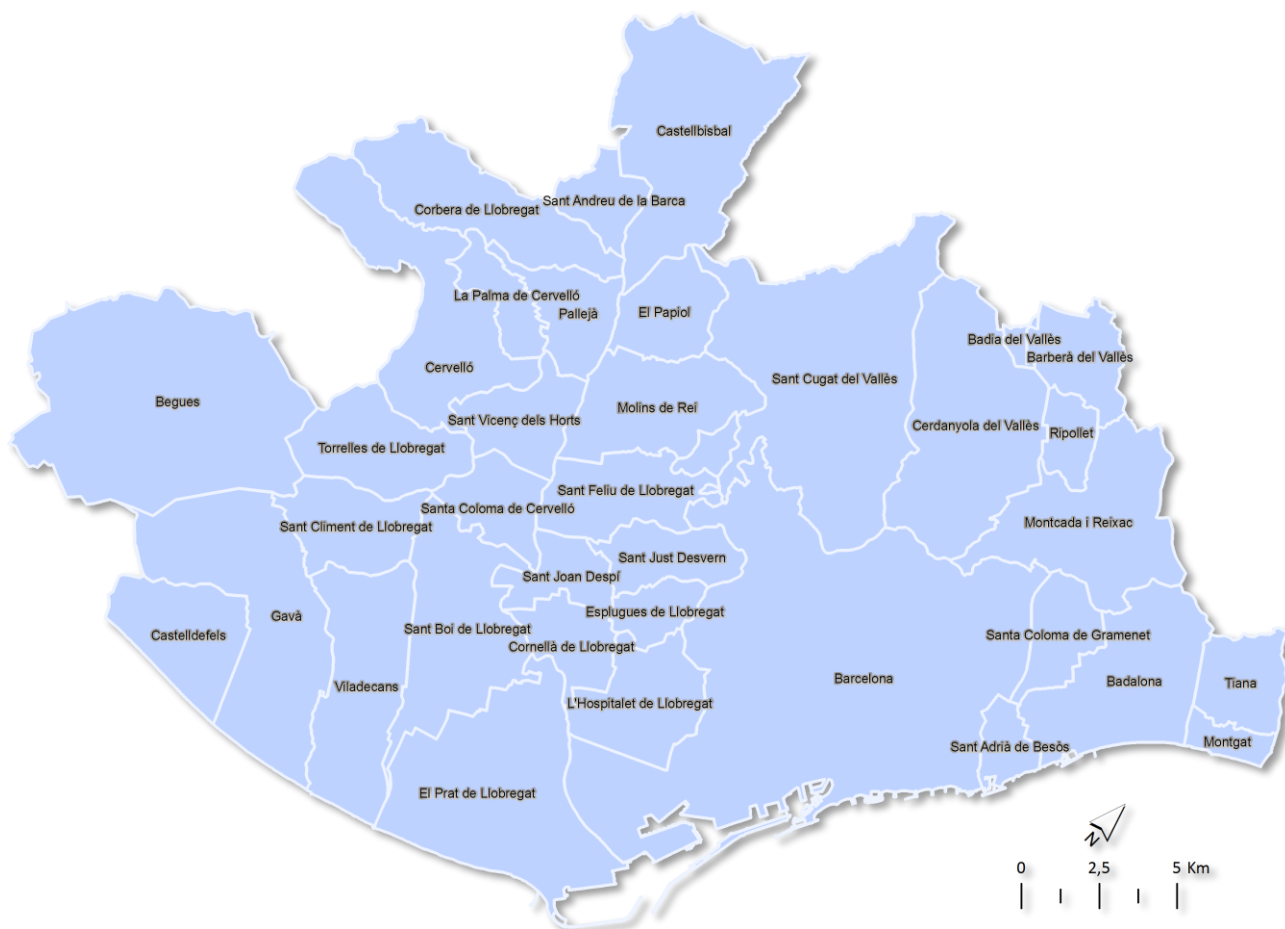 Castellbisbal
Sant Andreu de la Barca
Corbera de Llobregat
La Palma de Cervelló
Pallejà
El Papiol
Badia del Vallès
Barberà del Vallès
Cervelló
Sant Cugat del Vallès
Begues
Molins de Rei
Sant Vicenç dels Horts
Cerdanyola del Vallès
Ripollet
Torrelles de Llobregat
Sant Feliu de Llobregat
Santa Coloma de Cervelló
Sant Climent de Llobregat
Montcada i Reixac
Sant Just Desvern
Sant Joan Despí
Esplugues de Llobregat
Gavà
Castelldefels
Sant Boi de Llobregat
Santa Coloma de Gramenet
Cornellà de Llobregat
Barcelona
Badalona
Tiana
Viladecans
L'Hospitalet de Llobregat
Montgat
Sant Adrià de Besòs
El Prat de Llobregat
N
0 2,5 5 Km